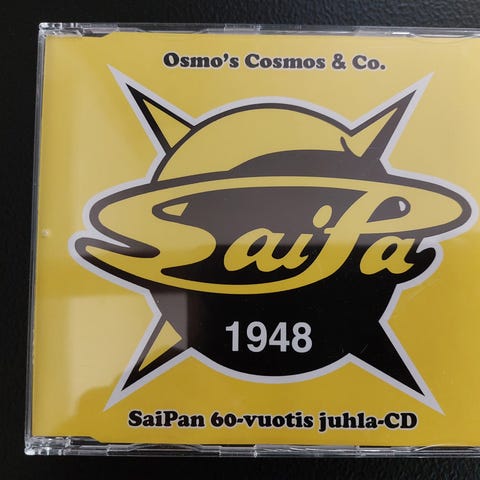 Osmo's Cosmos & Co.
SaiPa
1948
SaiPan 60-vuotis juhla-CD